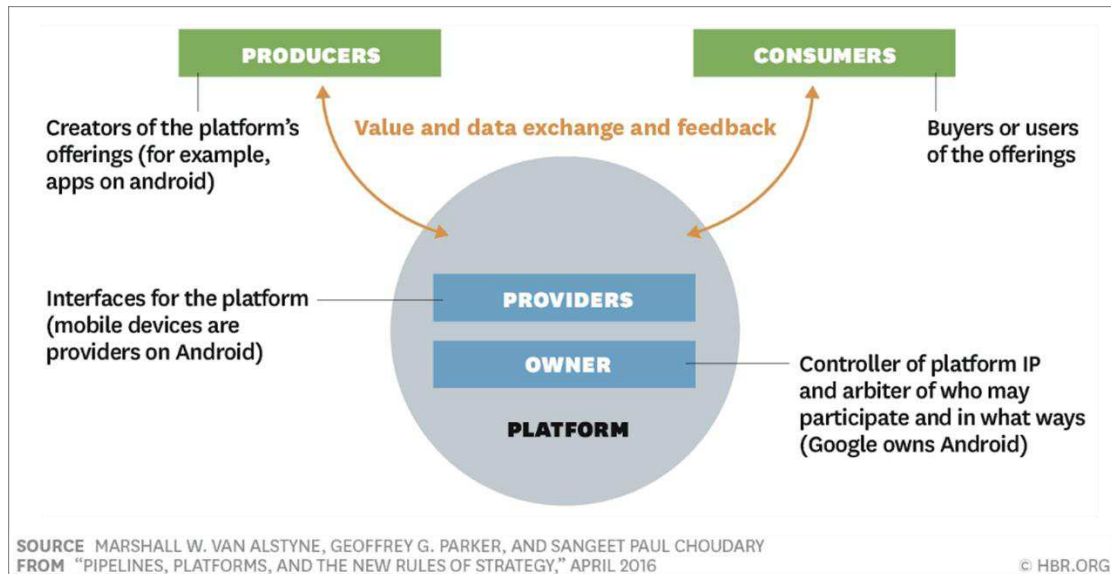 PRODUCERS
CONSUMERS
Creators of the platform's
offerings (for example,
apps on android)
Value and data exchange and feedback
Buyers or users
of the offerings
Interfaces for the platform
(mobile devices are
providers on Android)
PROVIDERS
OWNER
PLATFORM
Controller of platform IP
and arbiter of who may
participate and in what ways
(Google owns Android)
SOURCE MARSHALL W. VAN ALSTYNE, GEOFFREY G. PARKER, AND SANGEET PAUL CHOUDARY
FROM “PIPELINES, PLATFORMS, AND THE NEW RULES OF STRATEGY,” APRIL 2016
© HBR.ORG